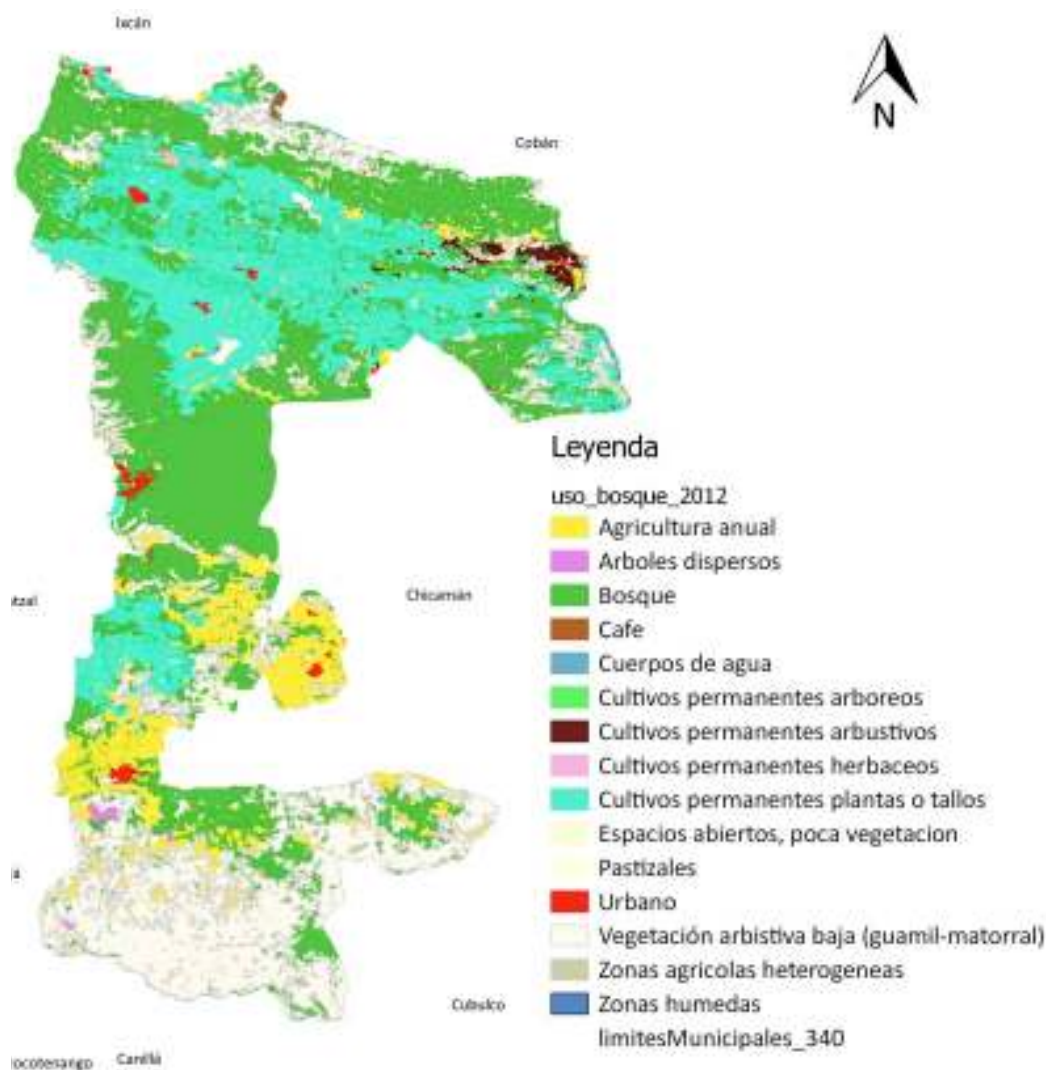 Ixcán
N
Cobán
Leyenda
uso_bosque_2012
Agricultura anual
Arboles dispersos
Bosque
Chicamán
Cafe
Cuerpos de agua
Cultivos permanentes arboreos
Cultivos permanentes arbustivos
Cultivos permanentes herbaceos
Cultivos permanentes plantas o tallos
Espacios abiertos, poca vegetacion
Pastizales
Urbano
Vegetación arbistiva baja (guamil-matorral)
Zonas agricolas heterogeneas
Zonas humedas
Cubulco
limitesMunicipales_340
ocotenango Canillá